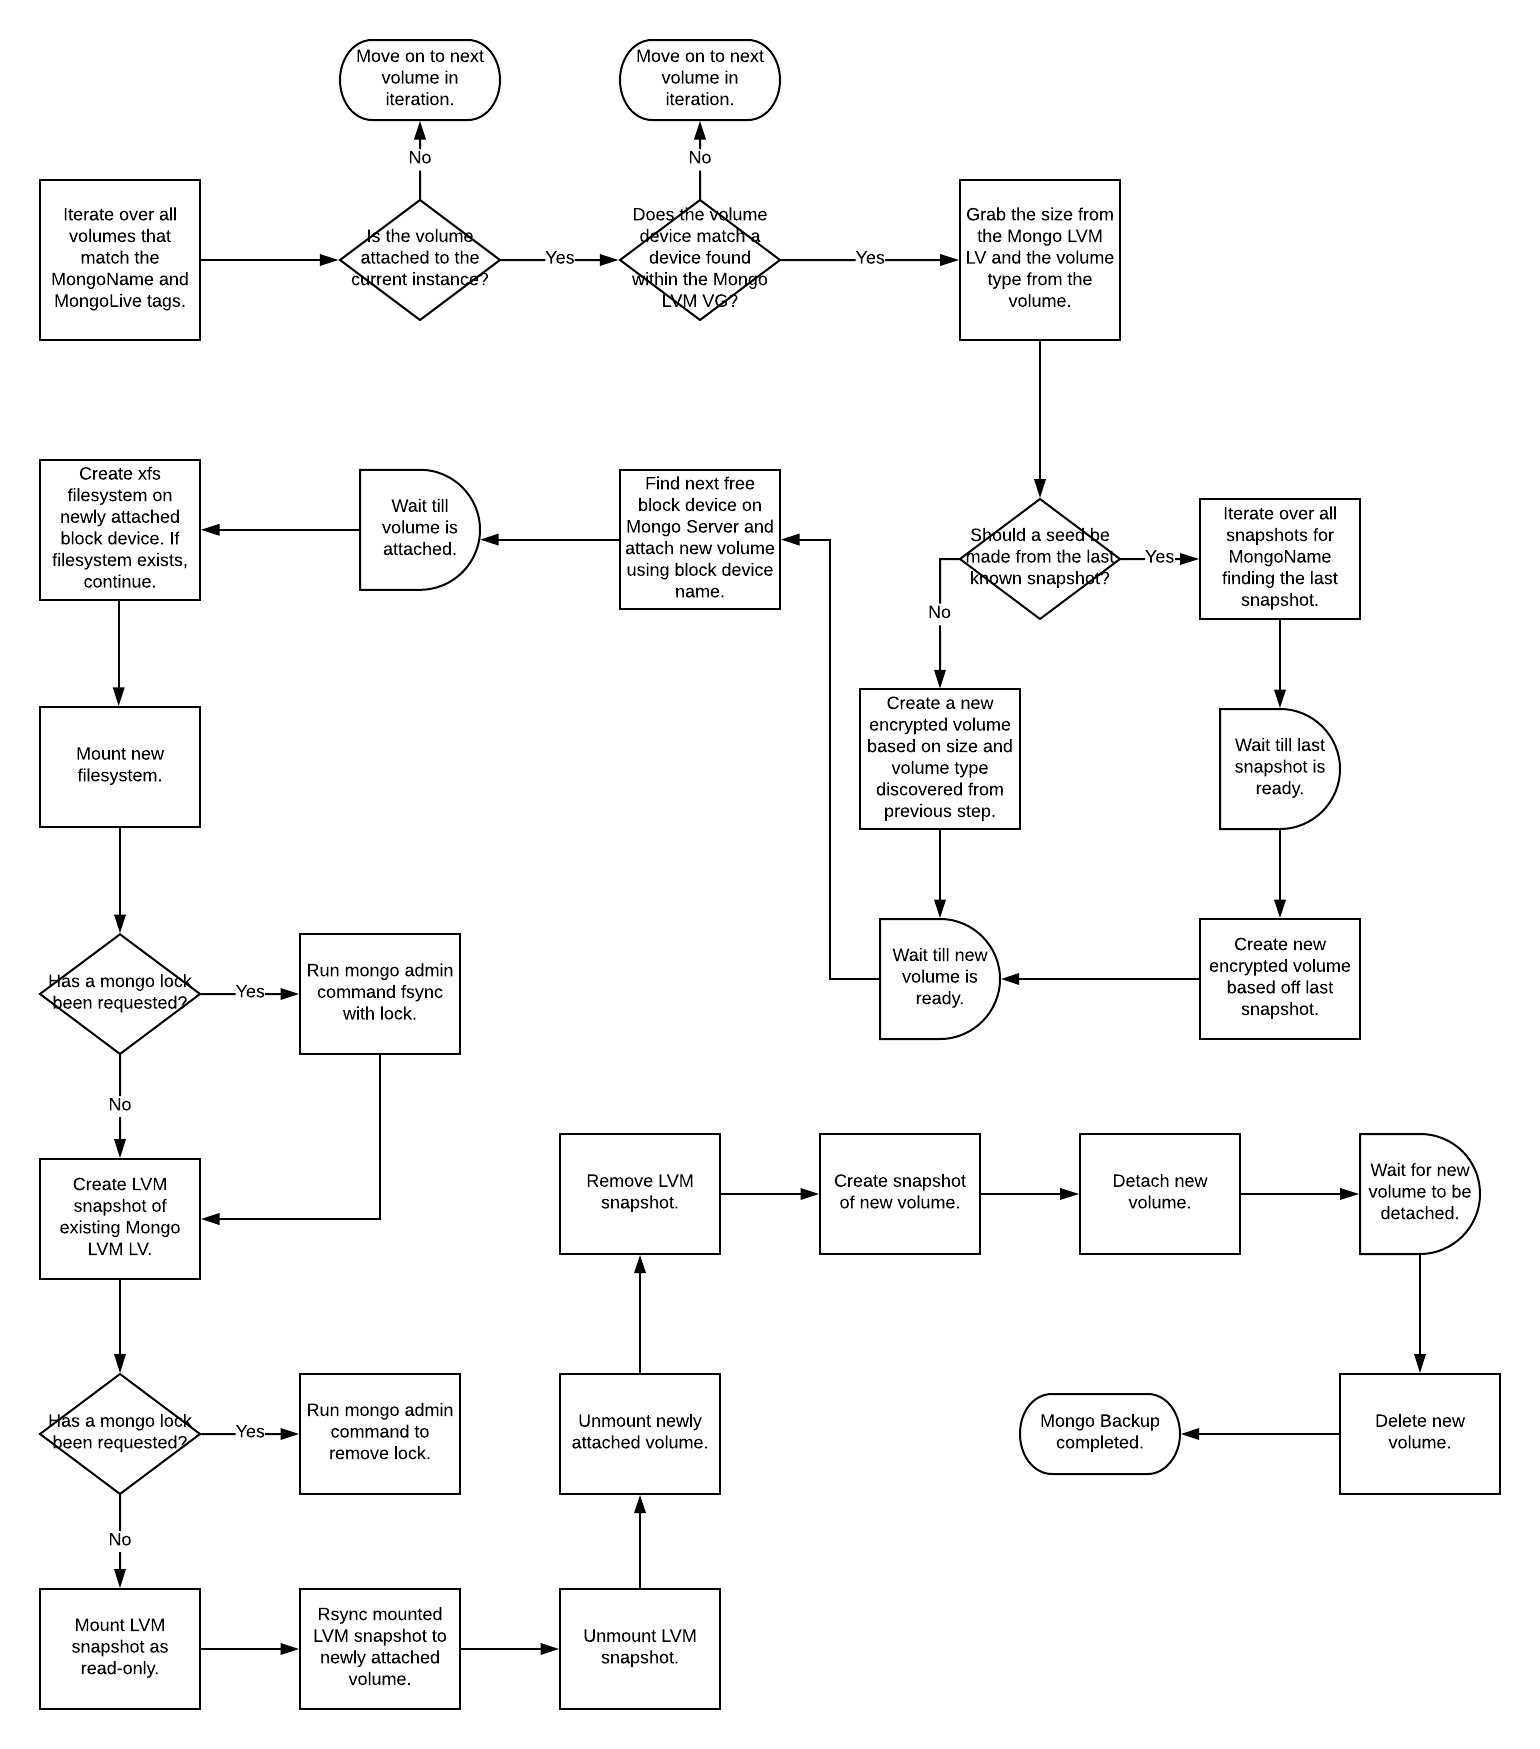 Move on to next
volume in
iteration.
Move on to next
volume in
iteration.
No
No
Iterate over all
volumes that
match the
MongoName and
MongoLive tags.
Is the volume
attached to the
current instance?
Yes
Does the volume
device match a
device found
within the Mongo
LVM VG?
Yes
Grab the size from
the Mongo LVM
LV and the volume
type from the
volume.
Create xfs
filesystem on
newly attached
block device. If
filesystem exists,
continue.
Wait till
volume is
attached.
Find next free
block device on
Mongo Server and
attach new volume
using block device
name.
Should a seed be
made from the last
known snapshot?
Yes
Iterate over all
snapshots for
MongoName
finding the last
snapshot.
No
Mount new
filesystem.
Create a new
encrypted volume
based on size and
volume type
discovered from
previous step.
Wait till last
snapshot is
ready.
Has a mongo lock
been requested?
Yes
Run mongo admin
command fsync
with lock.
Wait till new
volume is
ready.
Create new
encrypted volume
based off last
snapshot.
No
Create LVM
snapshot of
existing Mongo
LVM LV.
Remove LVM
snapshot.
Create snapshot
of new volume.
Detach new
volume.
Wait for new
volume to be
detached.
Has a mongo lock
been requested?
Yes
Run mongo admin
command to
remove lock.
Unmount newly
attached volume.
Mongo Backup
completed.
Delete new
volume.
No
Mount LVM
snapshot as
read-only.
Rsync mounted
LVM snapshot to
newly attached
volume.
Unmount LVM
snapshot.